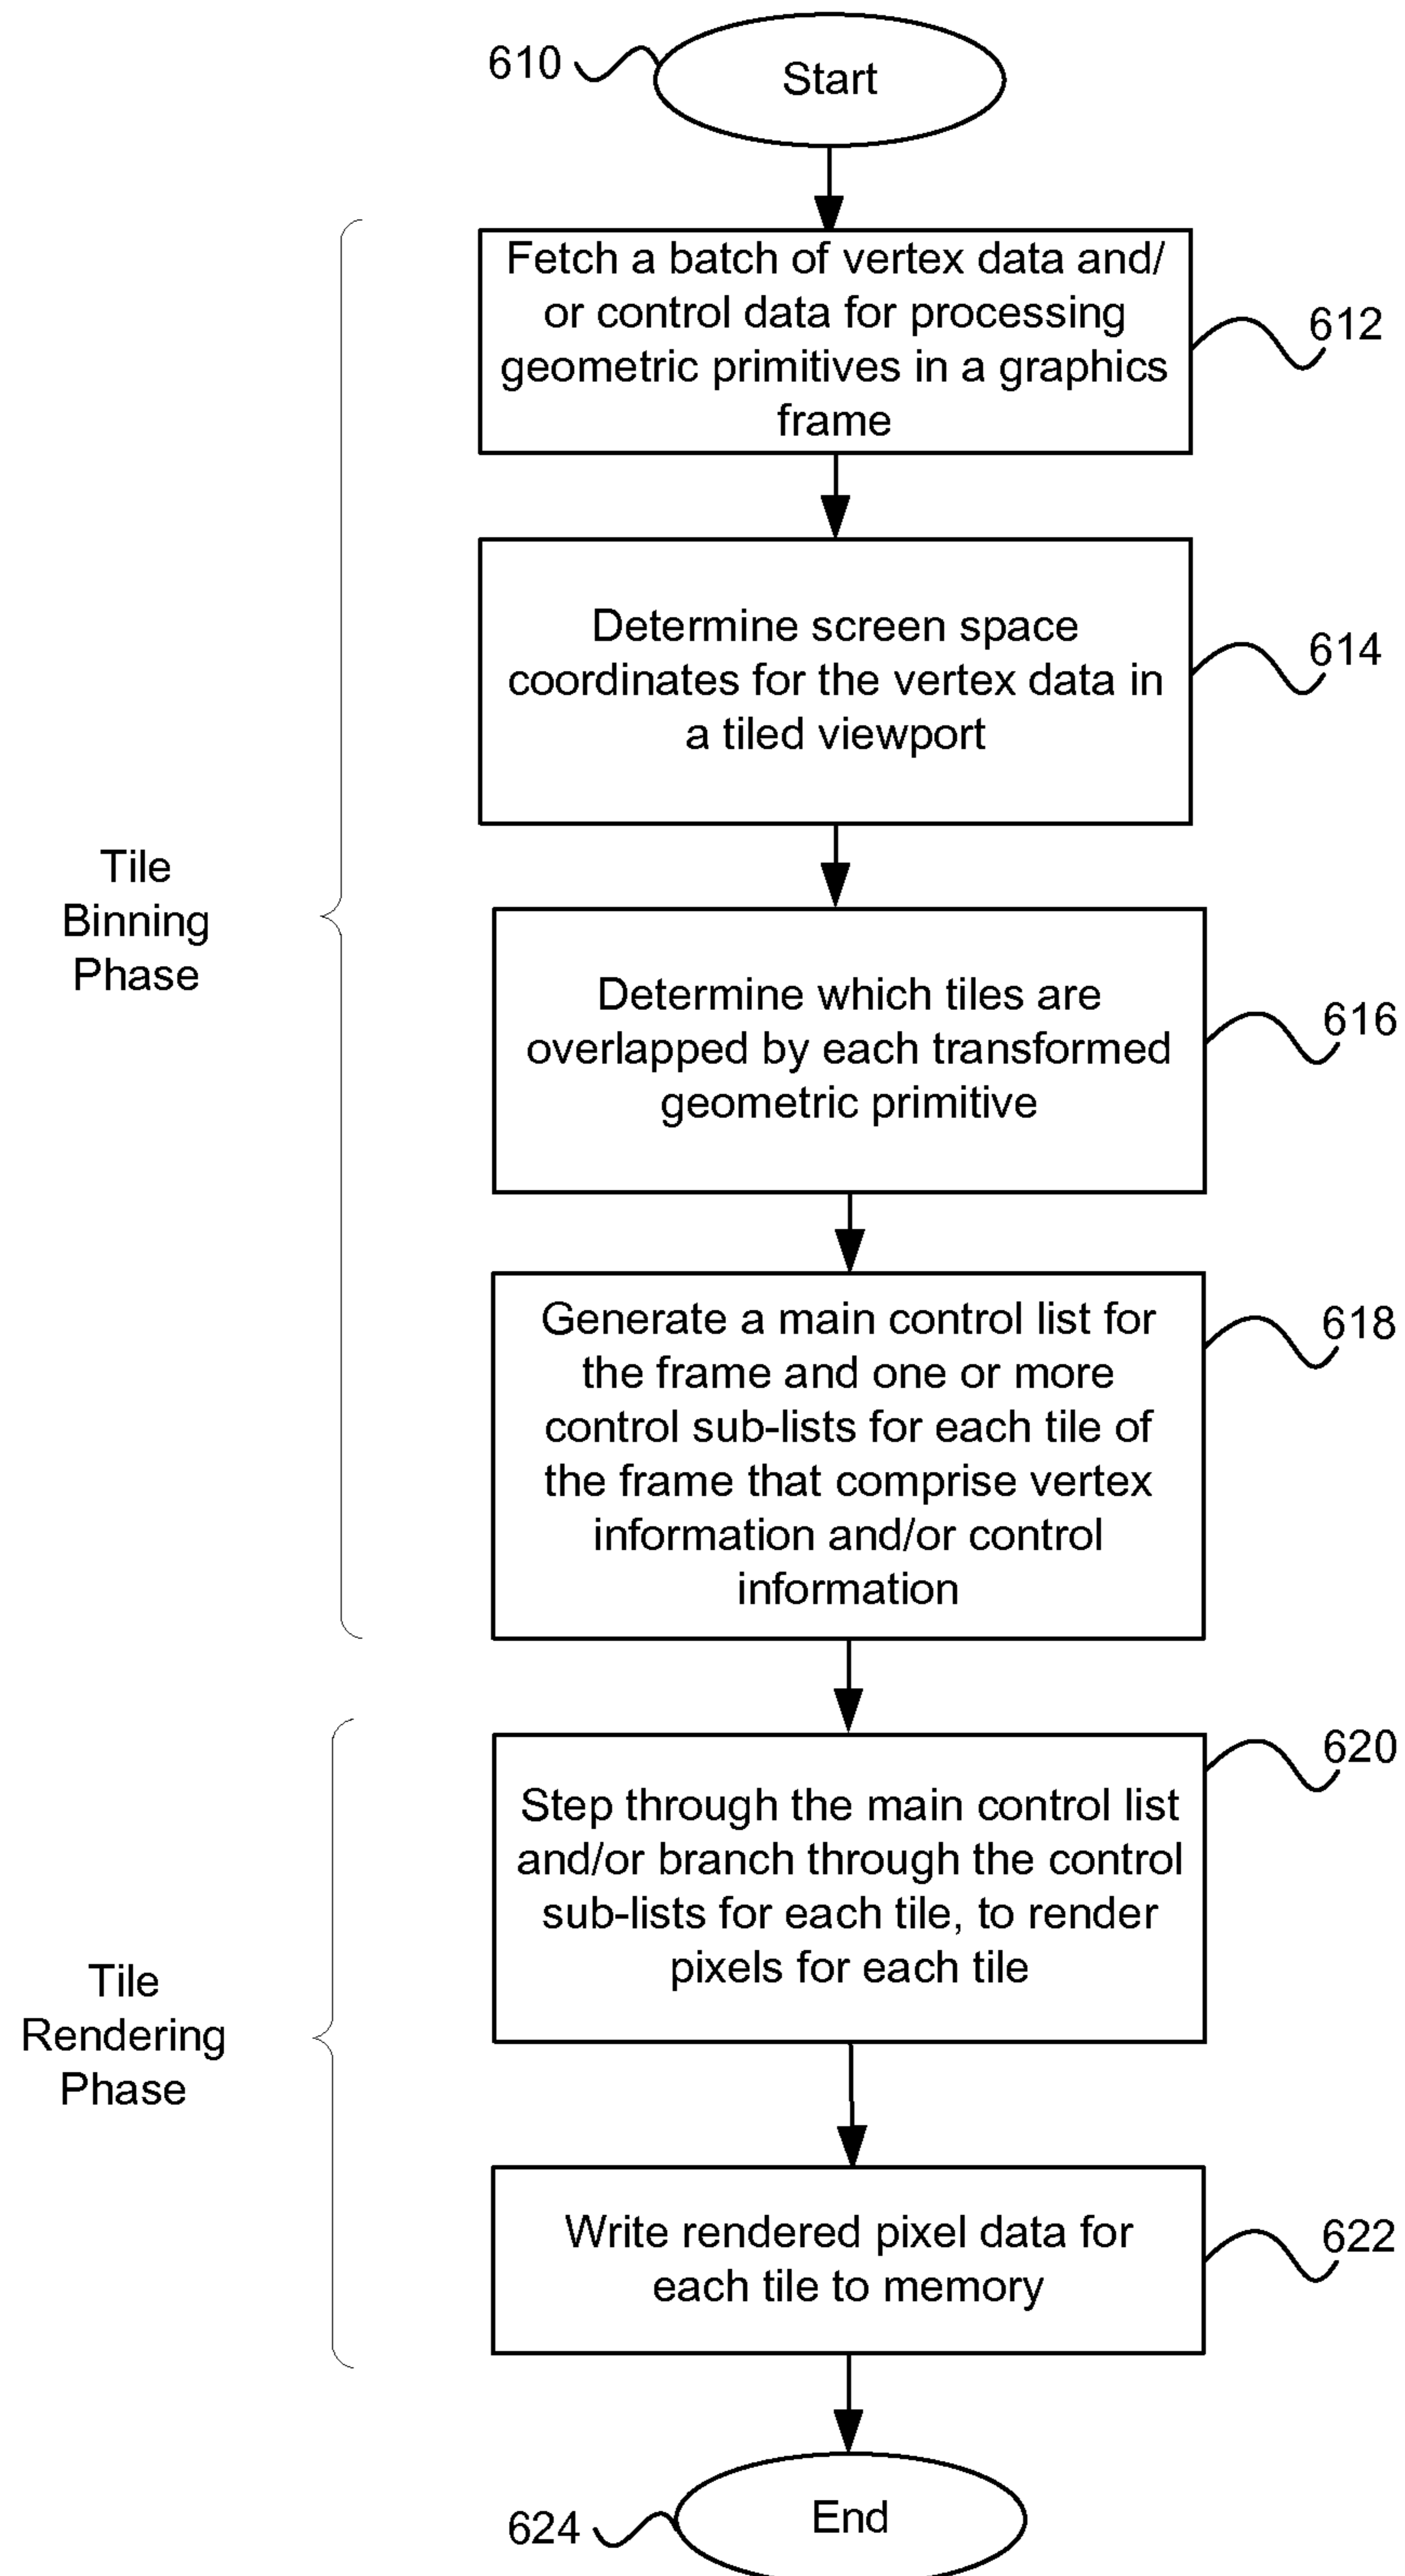 610
Start
Fetch a batch of vertex data and/
or control data for processing
geometric primitives in a graphics
frame
612
Determine screen space
coordinates for the vertex data in
a tiled viewport
614
Tile
Binning
Phase
Determine which tiles are
overlapped by each transformed
geometric primitive
616
Generate a main control list for
the frame and one or more
control sub-lists for each tile of
the frame that comprise vertex
information and/or control
information
618
Step through the main control list
and/or branch through the control
sub-lists for each tile, to render
pixels for each tile
620
Tile
Rendering
Phase
Write rendered pixel data for
each tile to memory
622
End
624